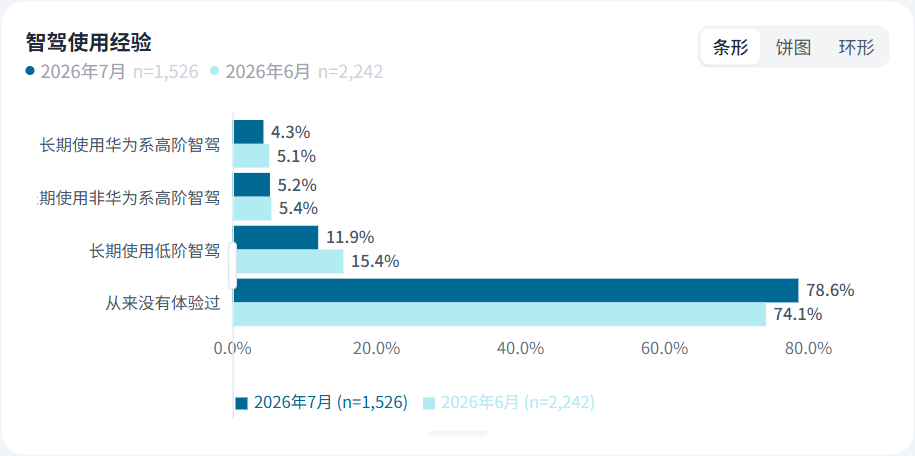 智驾使用经验
条形 饼图 环形
2026年7月 n=1,526 2026年6月 n=2,242
长期使用华为系高阶智驾
4.3%
5.1%
期使用非华为系高阶智驾
5.2%
5.4%
长期使用低阶智驾
11.9%
15.4%
从来没有体验过
78.6%
74.1%
0.0% 20.0% 40.0% 60.0% 80.0%
2026年7月 (n=1,526) 2026年6月 (n=2,242)